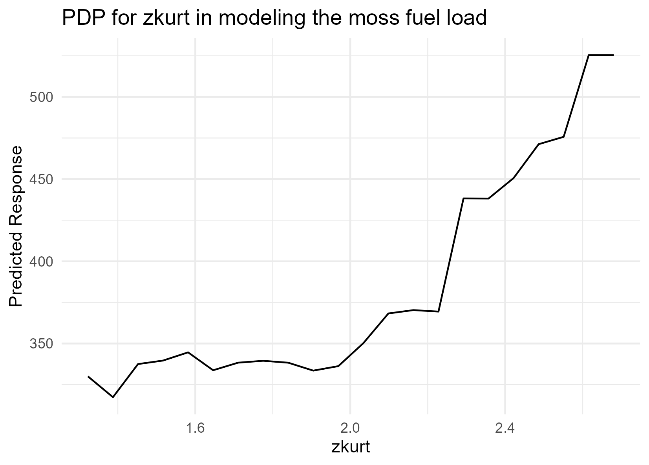 PDP for zkurt in modeling the moss fuel load
500
450
400
350
Predicted Response
1.6
2.0
2.4
zkurt